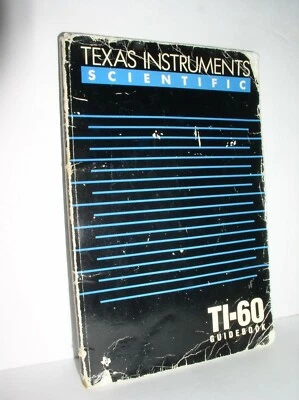 TEXAS INSTRUMENTS
SCIENTIFIC
TI-60
GUIDEBOOK